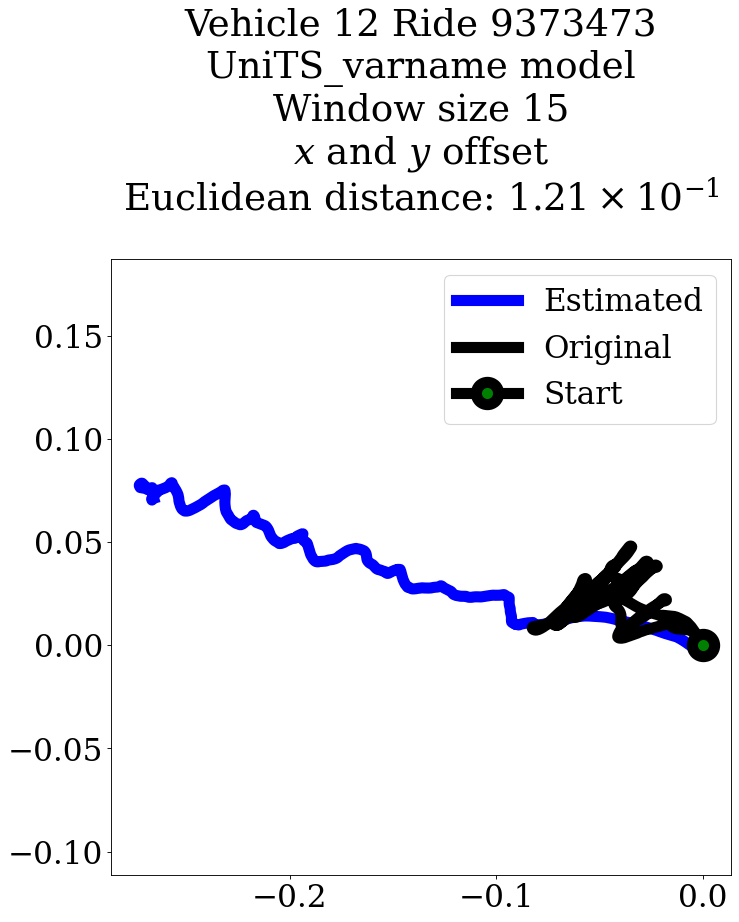 Vehicle 12 Ride 9373473
UniTS_varname model
Window size 15
x and y offset
Euclidean distance: 1.21 × 10⁻¹
Estimated
Original
Start
0.15
0.10
0.05
0.00
−0.05
−0.10
−0.2
−0.1
0.0